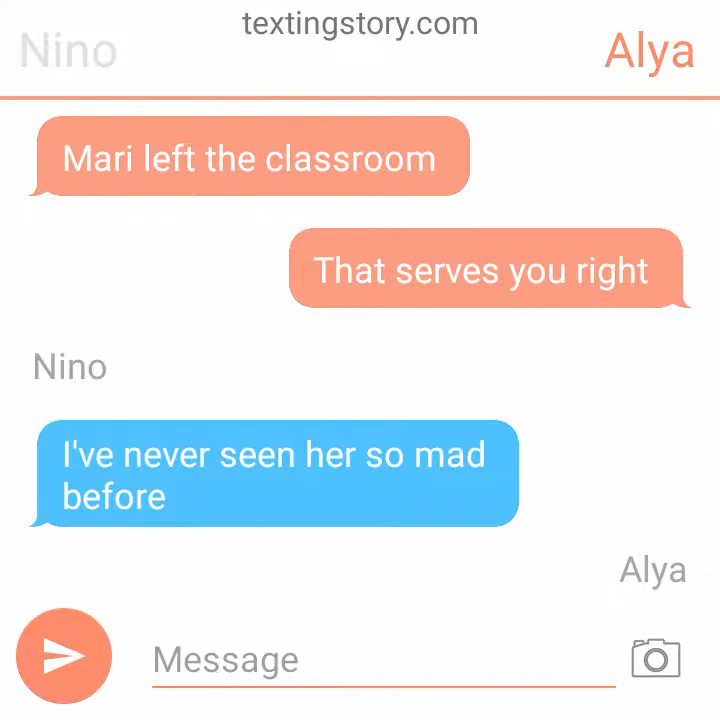 textingstory.com
Nino
Alya
Mari left the classroom
That serves you right
Nino
I've never seen her so mad
before
Alya
Message